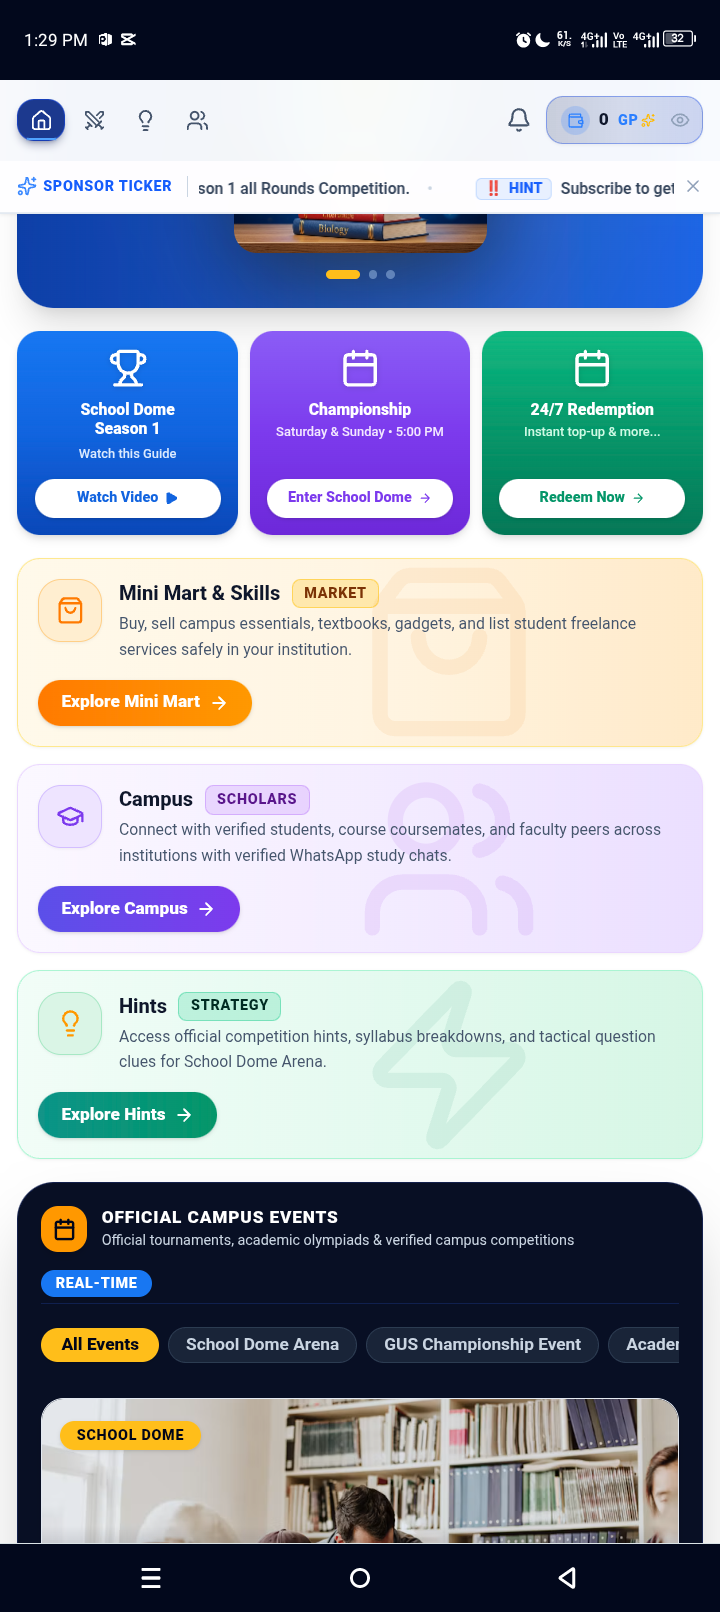 1:29 PM
61.
K/S
4G+
Vo
LTE
4G+
32
0 GP
SPONSOR TICKER
son 1 all Rounds Competition.
HINT
Subscribe to get
Biology
School Dome
Season 1
Watch this Guide
Watch Video
Championship
Saturday & Sunday • 5:00 PM
Enter School Dome →
24/7 Redemption
Instant top-up & more...
Redeem Now →
Mini Mart & Skills
MARKET
Buy, sell campus essentials, textbooks, gadgets, and list student freelance
services safely in your institution.
Explore Mini Mart →
Campus
SCHOLARS
Connect with verified students, course coursemates, and faculty peers across
institutions with verified WhatsApp study chats.
Explore Campus →
Hints
STRATEGY
Access official competition hints, syllabus breakdowns, and tactical question
clues for School Dome Arena.
Explore Hints →
OFFICIAL CAMPUS EVENTS
Official tournaments, academic olympiads & verified campus competitions
REAL-TIME
All Events
School Dome Arena
GUS Championship Event
Acader
SCHOOL DOME